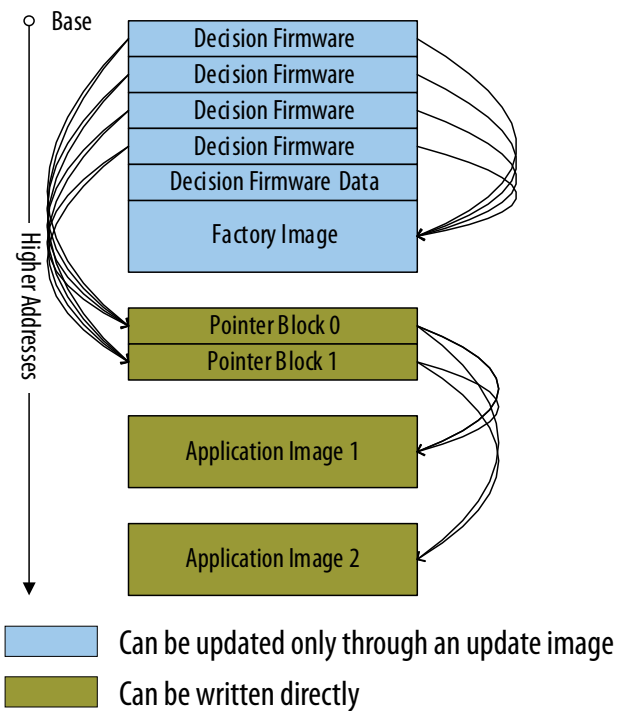 Base
Decision Firmware
Decision Firmware
Decision Firmware
Decision Firmware
Decision Firmware Data
Factory Image
Higher Addresses
Pointer Block 0
Pointer Block 1
Application Image 1
Application Image 2
Can be updated only through an update image
Can be written directly